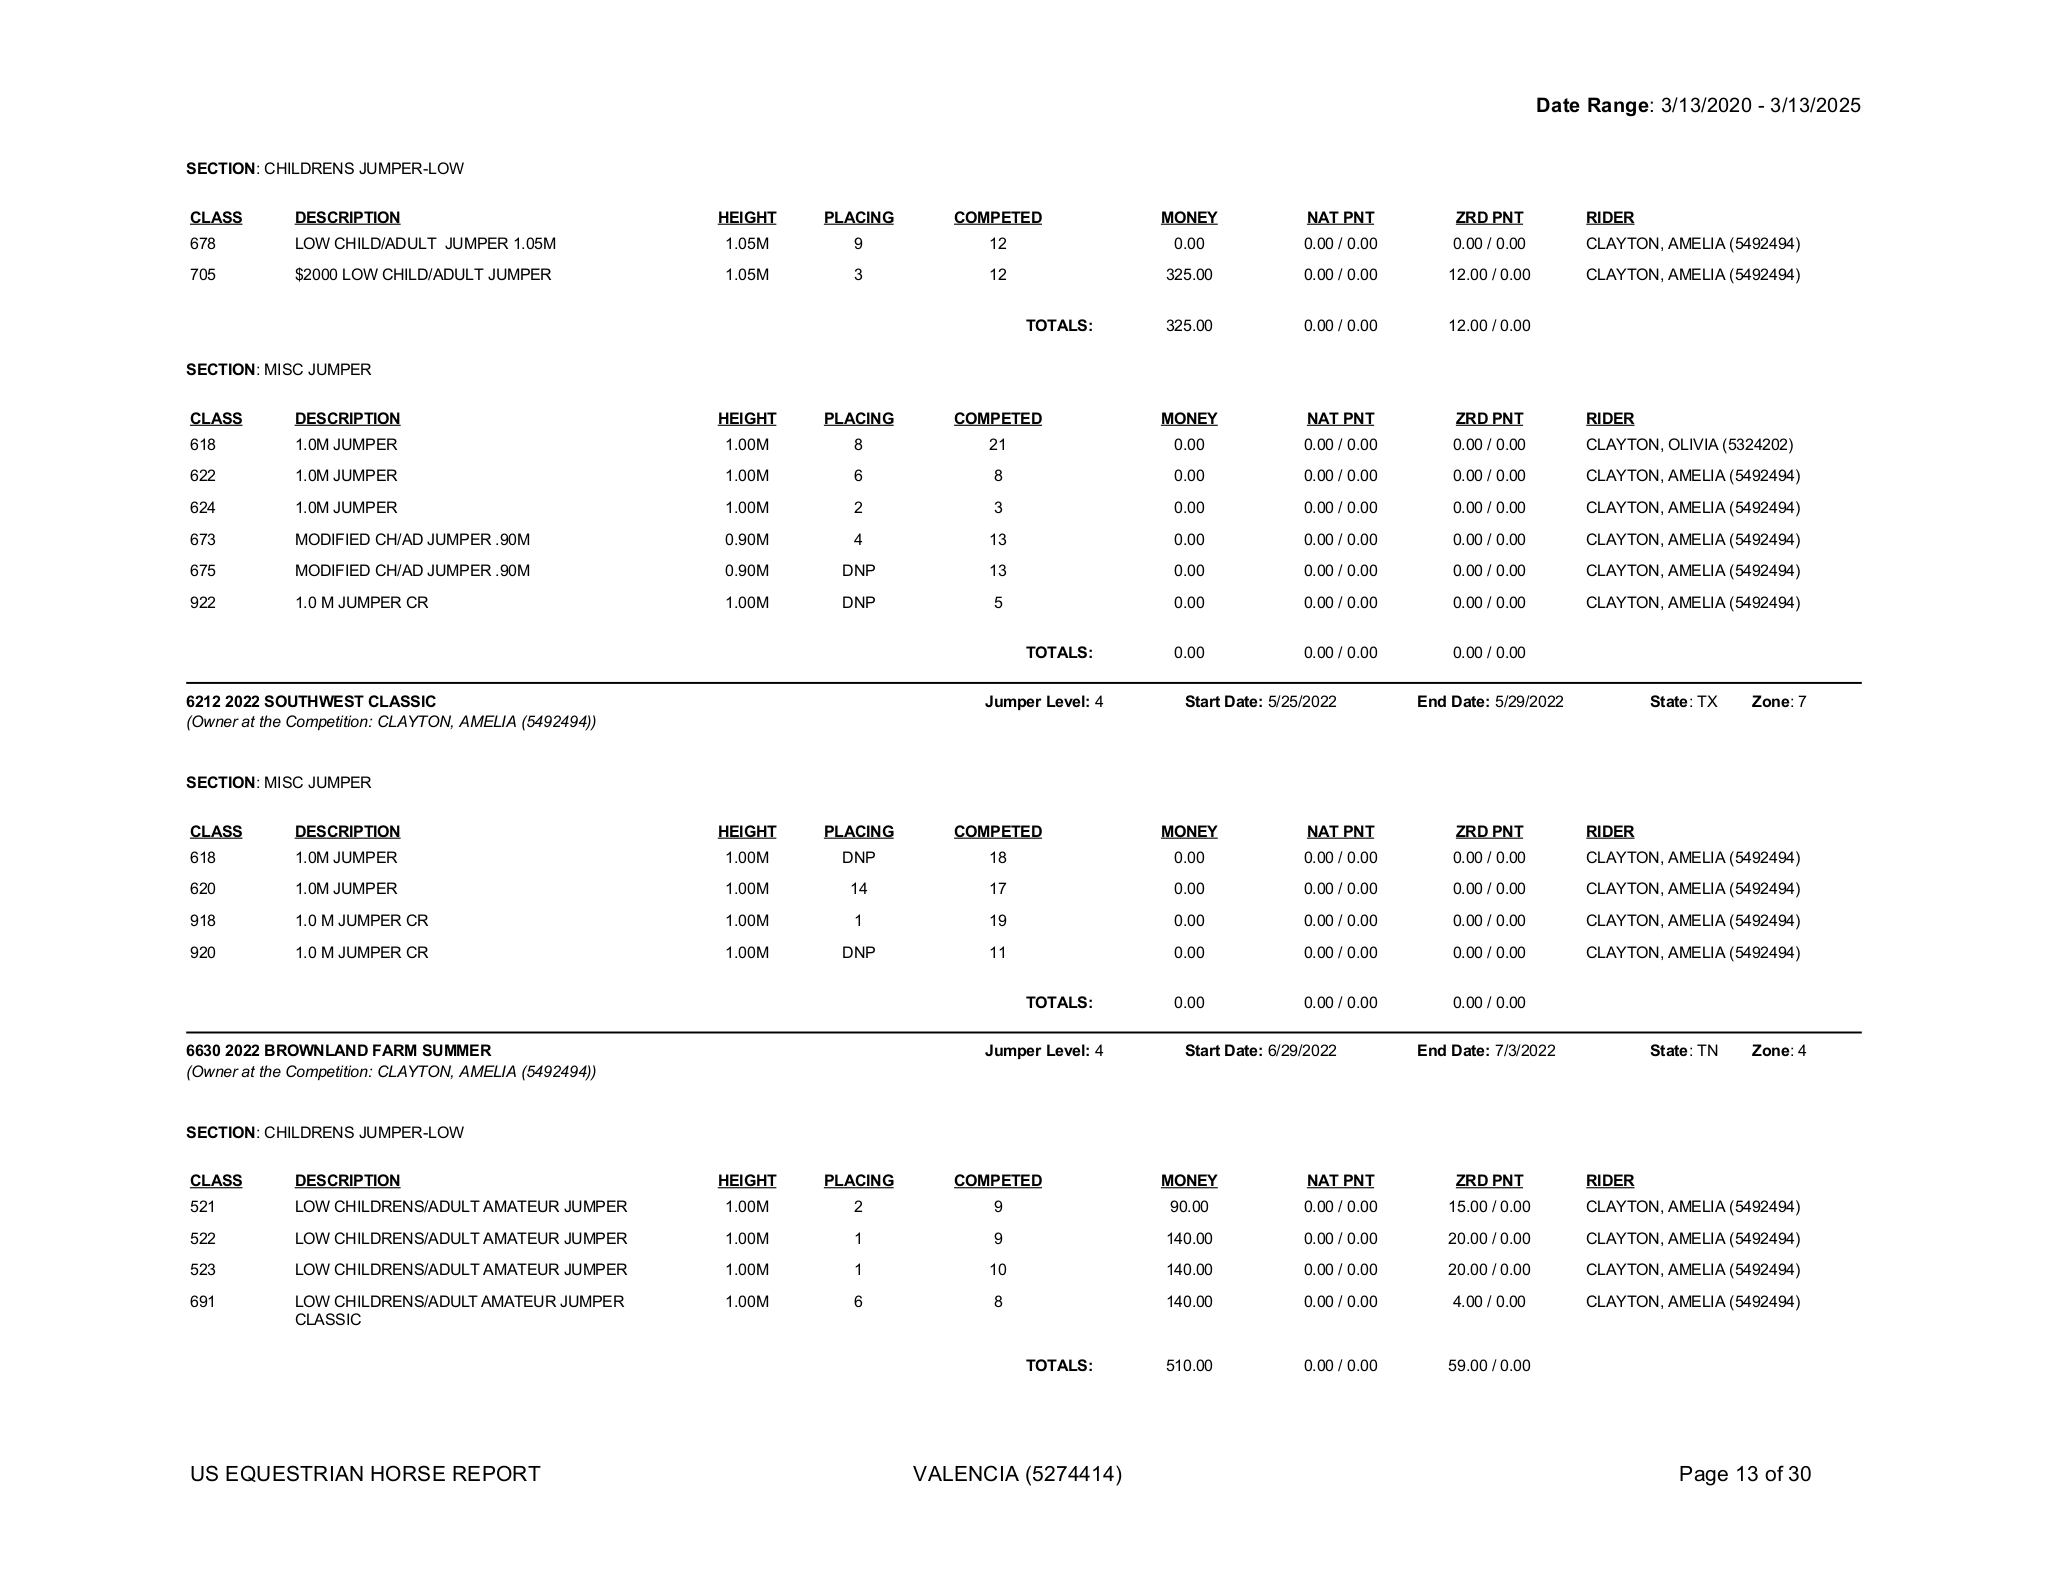 Date Range: 3/13/2020 - 3/13/2025
SECTION: CHILDRENS JUMPER-LOW
CLASS DESCRIPTION HEIGHT PLACING COMPETED MONEY NAT PNT ZRD PNT RIDER
678 LOW CHILD/ADULT  JUMPER 1.05M 1.05M 9 12 0.00 0.00 / 0.00 0.00 / 0.00 CLAYTON, AMELIA (5492494)
705 $2000 LOW CHILD/ADULT JUMPER 1.05M 3 12 325.00 0.00 / 0.00 12.00 / 0.00 CLAYTON, AMELIA (5492494)
TOTALS: 325.00 0.00 / 0.00 12.00 / 0.00
SECTION: MISC JUMPER
CLASS DESCRIPTION HEIGHT PLACING COMPETED MONEY NAT PNT ZRD PNT RIDER
618 1.0M JUMPER 1.00M 8 21 0.00 0.00 / 0.00 0.00 / 0.00 CLAYTON, OLIVIA (5324202)
622 1.0M JUMPER 1.00M 6 8 0.00 0.00 / 0.00 0.00 / 0.00 CLAYTON, AMELIA (5492494)
624 1.0M JUMPER 1.00M 2 3 0.00 0.00 / 0.00 0.00 / 0.00 CLAYTON, AMELIA (5492494)
673 MODIFIED CH/AD JUMPER .90M 0.90M 4 13 0.00 0.00 / 0.00 0.00 / 0.00 CLAYTON, AMELIA (5492494)
675 MODIFIED CH/AD JUMPER .90M 0.90M DNP 13 0.00 0.00 / 0.00 0.00 / 0.00 CLAYTON, AMELIA (5492494)
922 1.0 M JUMPER CR 1.00M DNP 5 0.00 0.00 / 0.00 0.00 / 0.00 CLAYTON, AMELIA (5492494)
TOTALS: 0.00 0.00 / 0.00 0.00 / 0.00
6212 2022 SOUTHWEST CLASSIC Jumper Level: 4 Start Date: 5/25/2022 End Date: 5/29/2022 State: TX Zone: 7
(Owner at the Competition: CLAYTON, AMELIA (5492494))
SECTION: MISC JUMPER
CLASS DESCRIPTION HEIGHT PLACING COMPETED MONEY NAT PNT ZRD PNT RIDER
618 1.0M JUMPER 1.00M DNP 18 0.00 0.00 / 0.00 0.00 / 0.00 CLAYTON, AMELIA (5492494)
620 1.0M JUMPER 1.00M 14 17 0.00 0.00 / 0.00 0.00 / 0.00 CLAYTON, AMELIA (5492494)
918 1.0 M JUMPER CR 1.00M 1 19 0.00 0.00 / 0.00 0.00 / 0.00 CLAYTON, AMELIA (5492494)
920 1.0 M JUMPER CR 1.00M DNP 11 0.00 0.00 / 0.00 0.00 / 0.00 CLAYTON, AMELIA (5492494)
TOTALS: 0.00 0.00 / 0.00 0.00 / 0.00
6630 2022 BROWNLAND FARM SUMMER Jumper Level: 4 Start Date: 6/29/2022 End Date: 7/3/2022 State: TN Zone: 4
(Owner at the Competition: CLAYTON, AMELIA (5492494))
SECTION: CHILDRENS JUMPER-LOW
CLASS DESCRIPTION HEIGHT PLACING COMPETED MONEY NAT PNT ZRD PNT RIDER
521 LOW CHILDRENS/ADULT AMATEUR JUMPER 1.00M 2 9 90.00 0.00 / 0.00 15.00 / 0.00 CLAYTON, AMELIA (5492494)
522 LOW CHILDRENS/ADULT AMATEUR JUMPER 1.00M 1 9 140.00 0.00 / 0.00 20.00 / 0.00 CLAYTON, AMELIA (5492494)
523 LOW CHILDRENS/ADULT AMATEUR JUMPER 1.00M 1 10 140.00 0.00 / 0.00 20.00 / 0.00 CLAYTON, AMELIA (5492494)
691 LOW CHILDRENS/ADULT AMATEUR JUMPER 1.00M 6 8 140.00 0.00 / 0.00 4.00 / 0.00 CLAYTON, AMELIA (5492494)
CLASSIC
TOTALS: 510.00 0.00 / 0.00 59.00 / 0.00
US EQUESTRIAN HORSE REPORT VALENCIA (5274414) Page 13 of 30